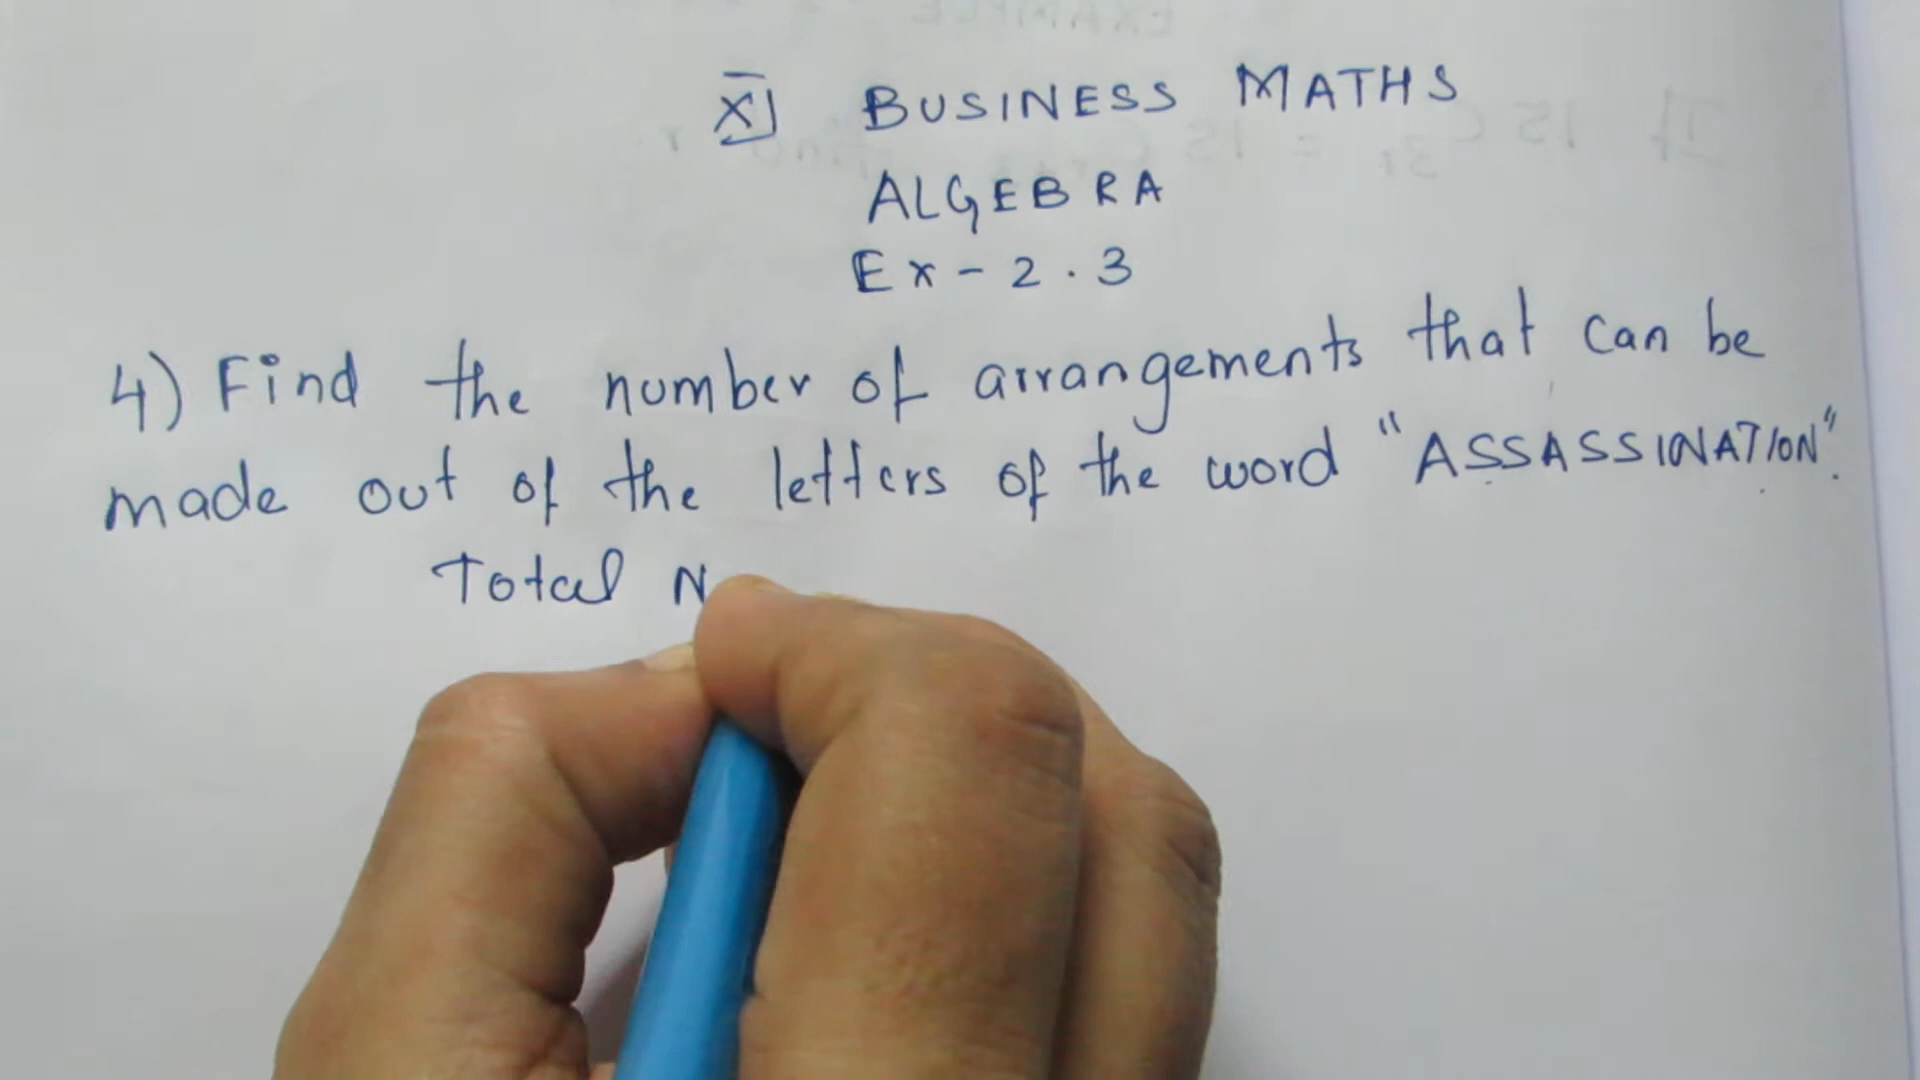 XI BUSINESS MATHS
ALGEBRA
Ex - 2.3
4) Find the number of arrangements that can be
made out of the letters of the word "ASSASSINATION".
Total N